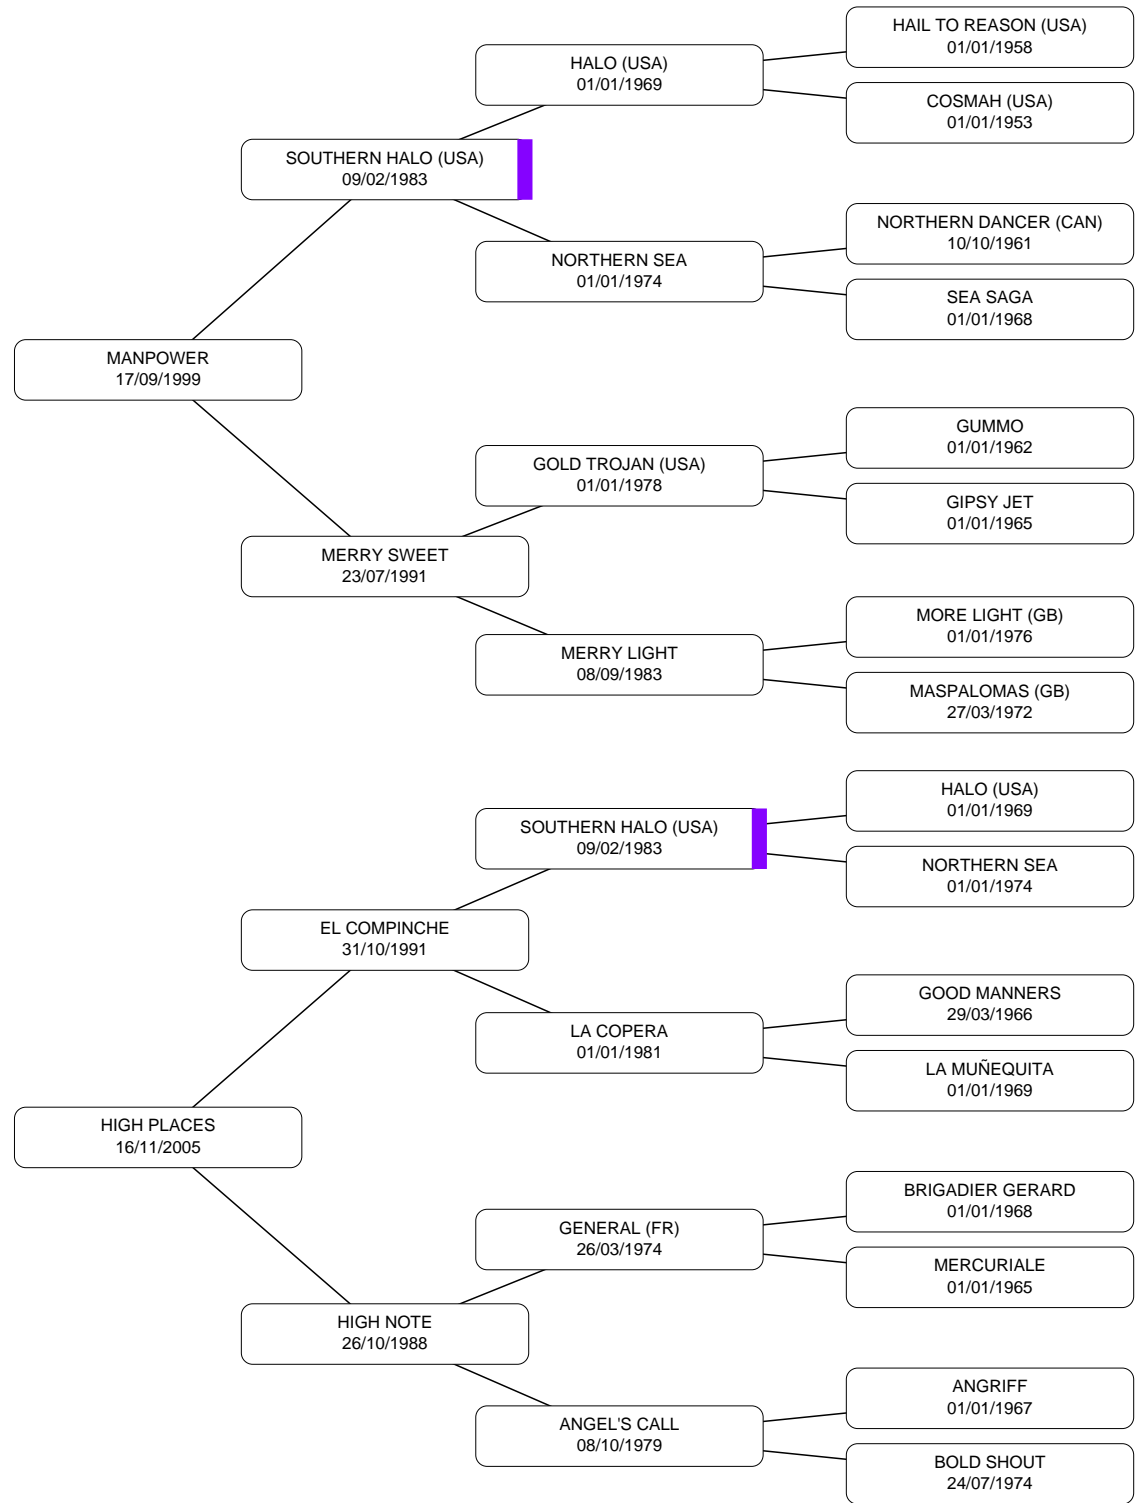 HAIL TO REASON (USA)
01/01/1958
HALO (USA)
01/01/1969
COSMAH (USA)
01/01/1953
SOUTHERN HALO (USA)
09/02/1983
NORTHERN DANCER (CAN)
10/10/1961
NORTHERN SEA
01/01/1974
SEA SAGA
01/01/1968
MANPOWER
17/09/1999
GUMMO
01/01/1962
GOLD TROJAN (USA)
01/01/1978
GIPSY JET
01/01/1965
MERRY SWEET
23/07/1991
MORE LIGHT (GB)
01/01/1976
MERRY LIGHT
08/09/1983
MASPALOMAS (GB)
27/03/1972
HALO (USA)
01/01/1969
SOUTHERN HALO (USA)
09/02/1983
NORTHERN SEA
01/01/1974
EL COMPINCHE
31/10/1991
GOOD MANNERS
29/03/1966
LA COPERA
01/01/1981
LA MUÑEQUITA
01/01/1969
HIGH PLACES
16/11/2005
BRIGADIER GERARD
01/01/1968
GENERAL (FR)
26/03/1974
MERCURIALE
01/01/1965
HIGH NOTE
26/10/1988
ANGRIFF
01/01/1967
ANGEL'S CALL
08/10/1979
BOLD SHOUT
24/07/1974